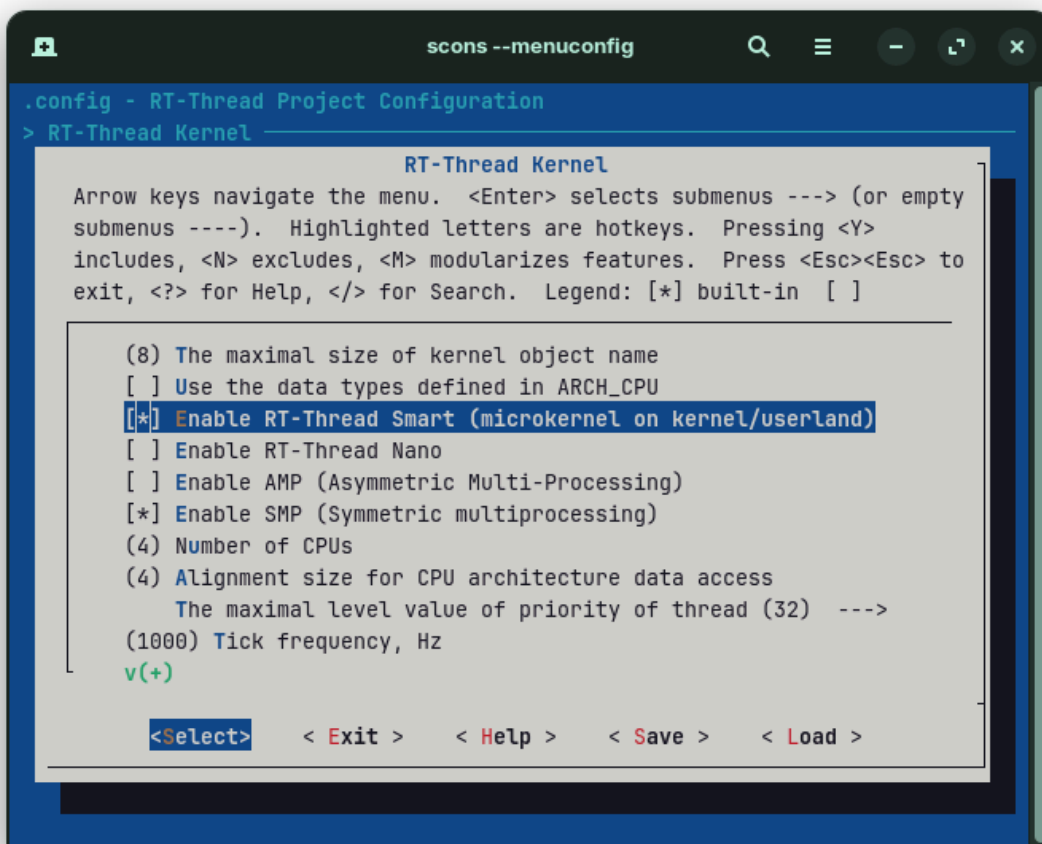 scons --menuconfig
.config - RT-Thread Project Configuration
> RT-Thread Kernel
RT-Thread Kernel
Arrow keys navigate the menu.  <Enter> selects submenus ---> (or empty
submenus ----).  Highlighted letters are hotkeys.  Pressing <Y>
includes, <N> excludes, <M> modularizes features.  Press <Esc><Esc> to
exit, <?> for Help, </> for Search.  Legend: [*] built-in  [ ]
(8) The maximal size of kernel object name
[ ] Use the data types defined in ARCH_CPU
[*] Enable RT-Thread Smart (microkernel on kernel/userland)
[ ] Enable RT-Thread Nano
[ ] Enable AMP (Asymmetric Multi-Processing)
[*] Enable SMP (Symmetric multiprocessing)
(4) Number of CPUs
(4) Alignment size for CPU architecture data access
The maximal level value of priority of thread (32)  --->
(1000) Tick frequency, Hz
v(+)
<Select>    < Exit >    < Help >    < Save >    < Load >